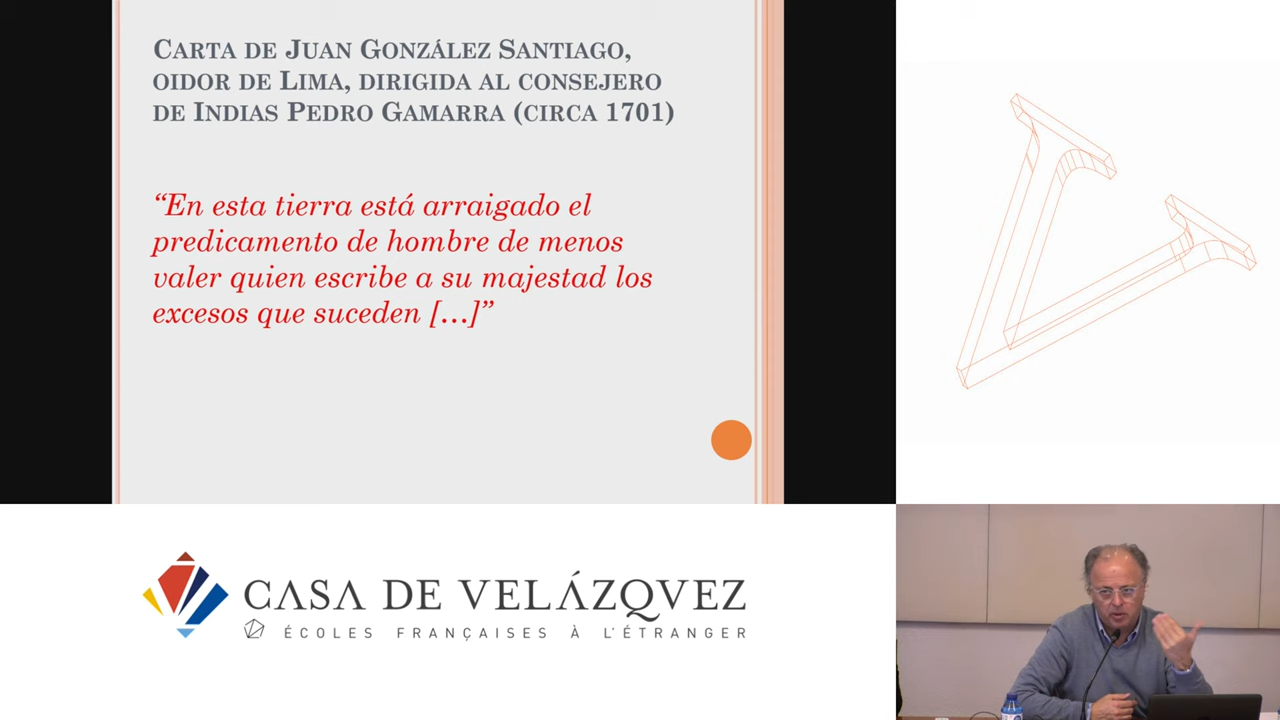 CARTA DE JUAN GONZÁLEZ SANTIAGO,
OIDOR DE LIMA, DIRIGIDA AL CONSEJERO
DE INDIAS PEDRO GAMARRA (CIRCA 1701)
“En esta tierra está arraigado el
predicamento de hombre de menos
valer quien escribe a su majestad los
excesos que suceden [...]”
CASA DE VELÁZQVEZ
ÉCOLES FRANÇAISES À L'ÉTRANGER